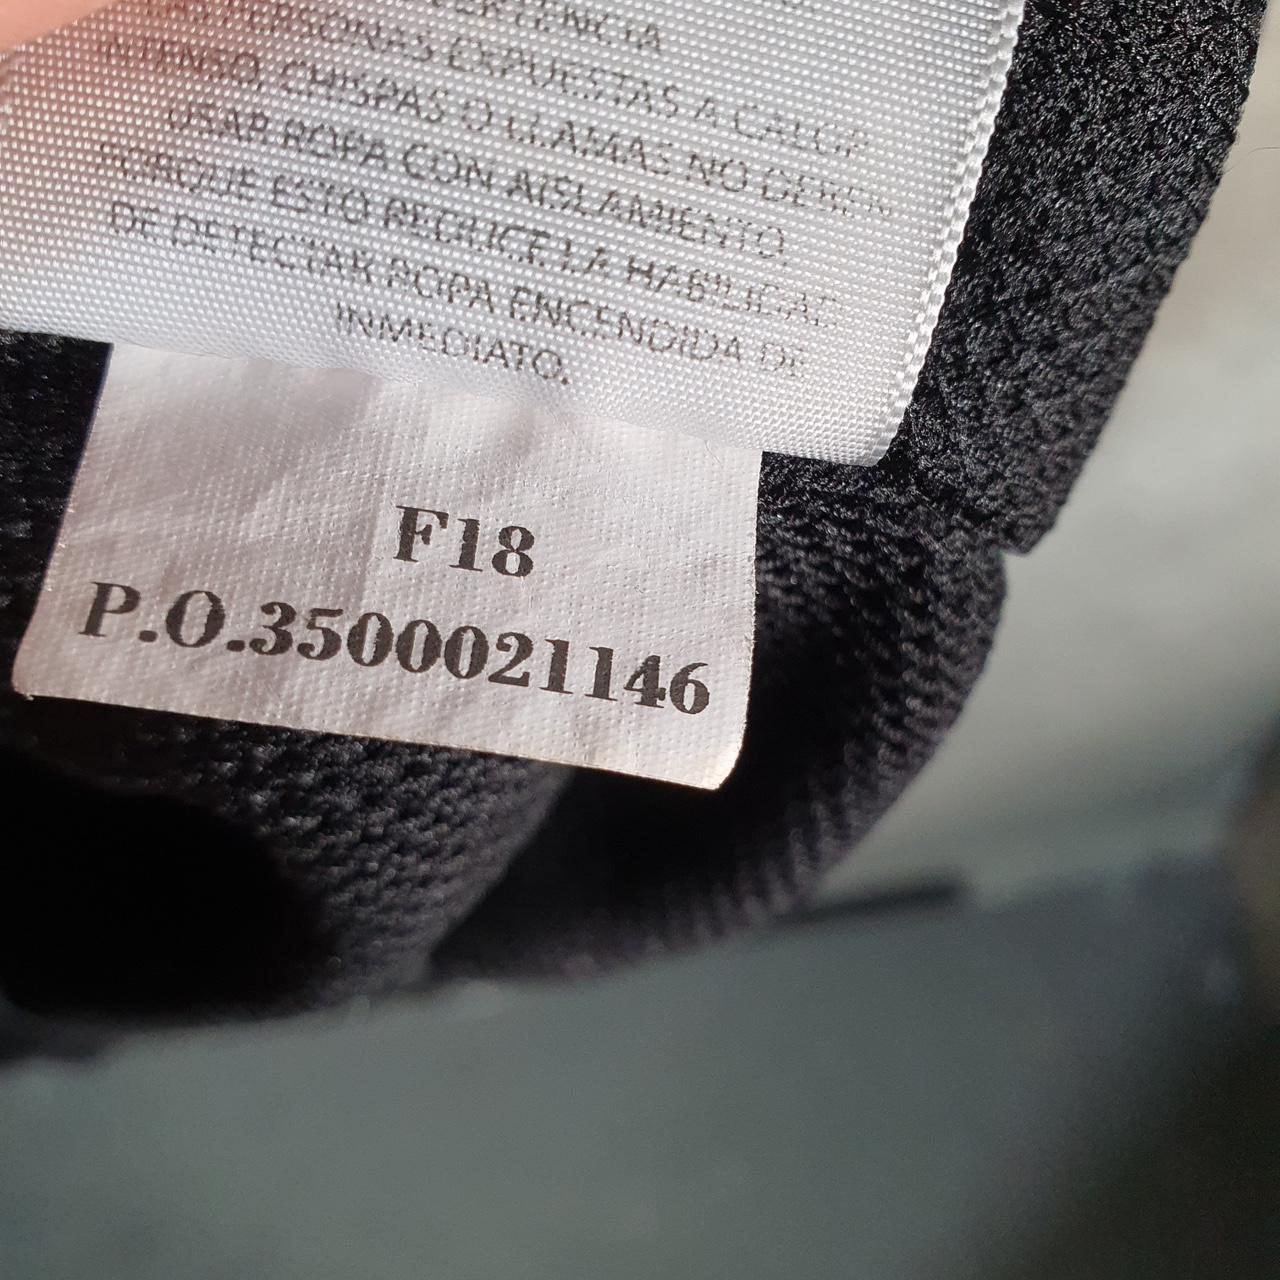 PERSONAS EXPUESTAS A CALOR
INTENSO, CHISPAS O LLAMAS NO DEBEN
USAR ROPA CON AISLAMIENTO,
PORQUE ESTO REDUCE LA HABILIDAD
DE DETECTAR ROPA ENCENDIDA DE
INMEDIATO.
F18
P.O.3500021146